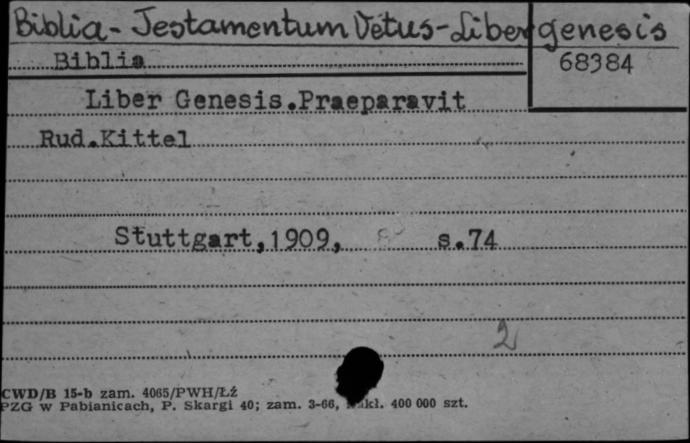 Biblia - Testamentum Vetus - Liber genesis
Biblia
68384
Liber Genesis.Praeparavit
Rud.Kittel
Stuttgart,1909, s.74
2
CWD/B 15-b zam. 4065/PWH/Łź
PZG w Pabianicach, P. Skargi 40; zam. 3-66, 400 000 szt.